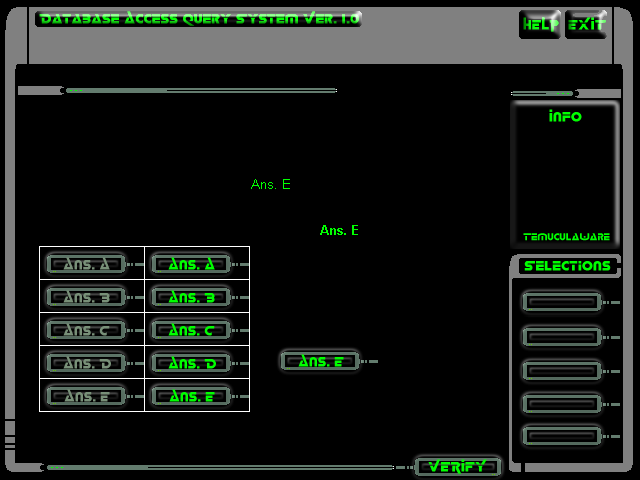 Database Access Query System Ver. 1.0
HELP EXIT
INFO
Ans. E
Ans. E
TEMUCULAWARE
Ans. A Ans. A
SELECTIONS
Ans. B Ans. B
Ans. C Ans. C
Ans. D Ans. D
Ans. E
Ans. E Ans. E
VERIFY